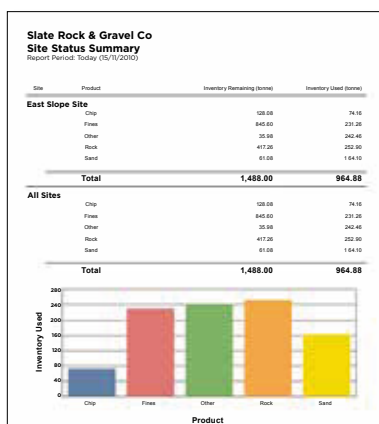 Slate Rock & Gravel Co
Site Status Summary
Report Period: Today (15/11/2010)
Site Product Inventory Remaining (tonne) Inventory Used (tonne)
East Slope Site
Chip 128.08 74.16
Fines 845.60 231.26
Other 35.98 242.46
Rock 417.26 252.90
Sand 61.08 164.10
Total 1,488.00 964.88
All Sites
Chip 128.08 74.16
Fines 845.60 231.26
Other 35.98 242.46
Rock 417.26 252.90
Sand 61.08 164.10
Total 1,488.00 964.88
Inventory Used
280
240
200
160
120
80
40
0
Chip Fines Other Rock Sand
Product